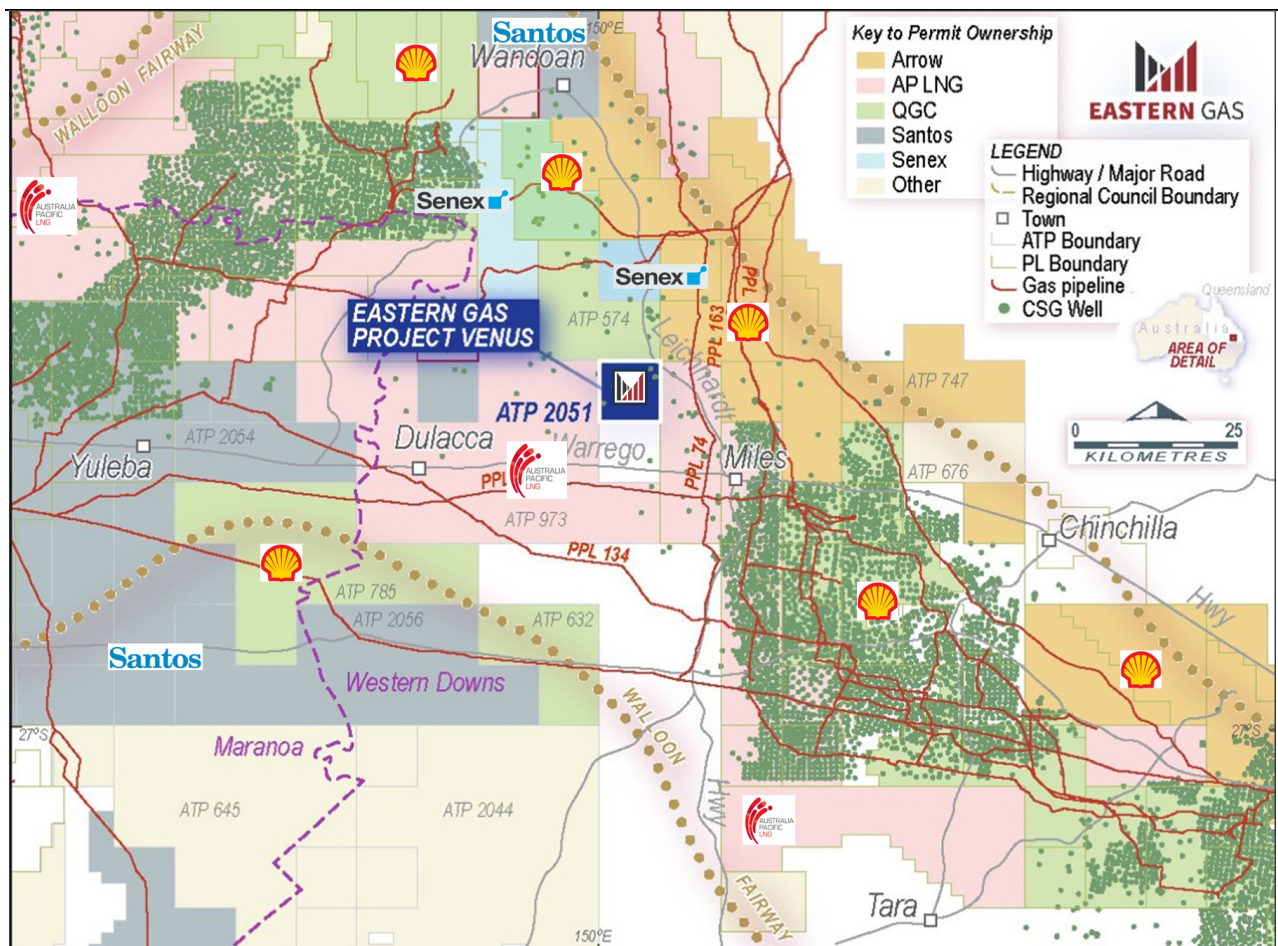 Santos
150°E
Wandoan
WALLOON FAIRWAY
Key to Permit Ownership
Arrow
AP LNG
QGC
Santos
Senex
Other
EASTERN GAS
LEGEND
Highway / Major Road
Regional Council Boundary
Town
ATP Boundary
PL Boundary
Gas pipeline
CSG Well
Queensland
Australia
AREA OF
DETAIL
0 25
KILOMETRES
AUSTRALIA
PACIFIC
LNG
Senex
Senex
PPL
EASTERN GAS
PROJECT VENUS
ATP 574
PPL 163
Leichhardt
ATP 747
ATP 2051
ATP 2054
Dulacca
Warrego
Yuleba
AUSTRALIA
PACIFIC
LNG
PPL 74
Miles
ATP 676
PPL
ATP 973
Chinchilla
PPL 134
ATP 785
ATP 2056
ATP 632
Hwy
Santos
Western Downs
WALLOON
27°S
27°S
Maranoa
ATP 645
ATP 2044
Hwy
AUSTRALIA
PACIFIC
LNG
FAIRWAY
Tara
150°E